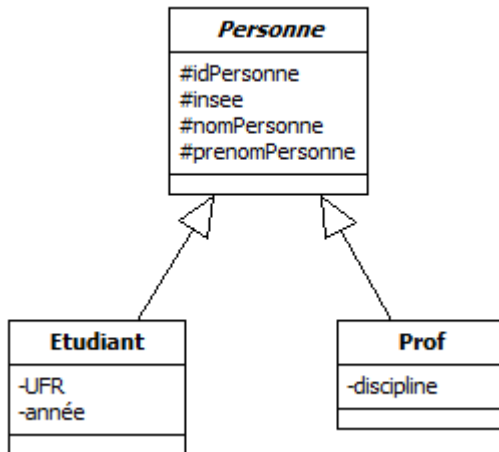 Personne
#idPersonne
#insee
#nomPersonne
#prenomPersonne
Etudiant
-UFR
-année
Prof
-discipline